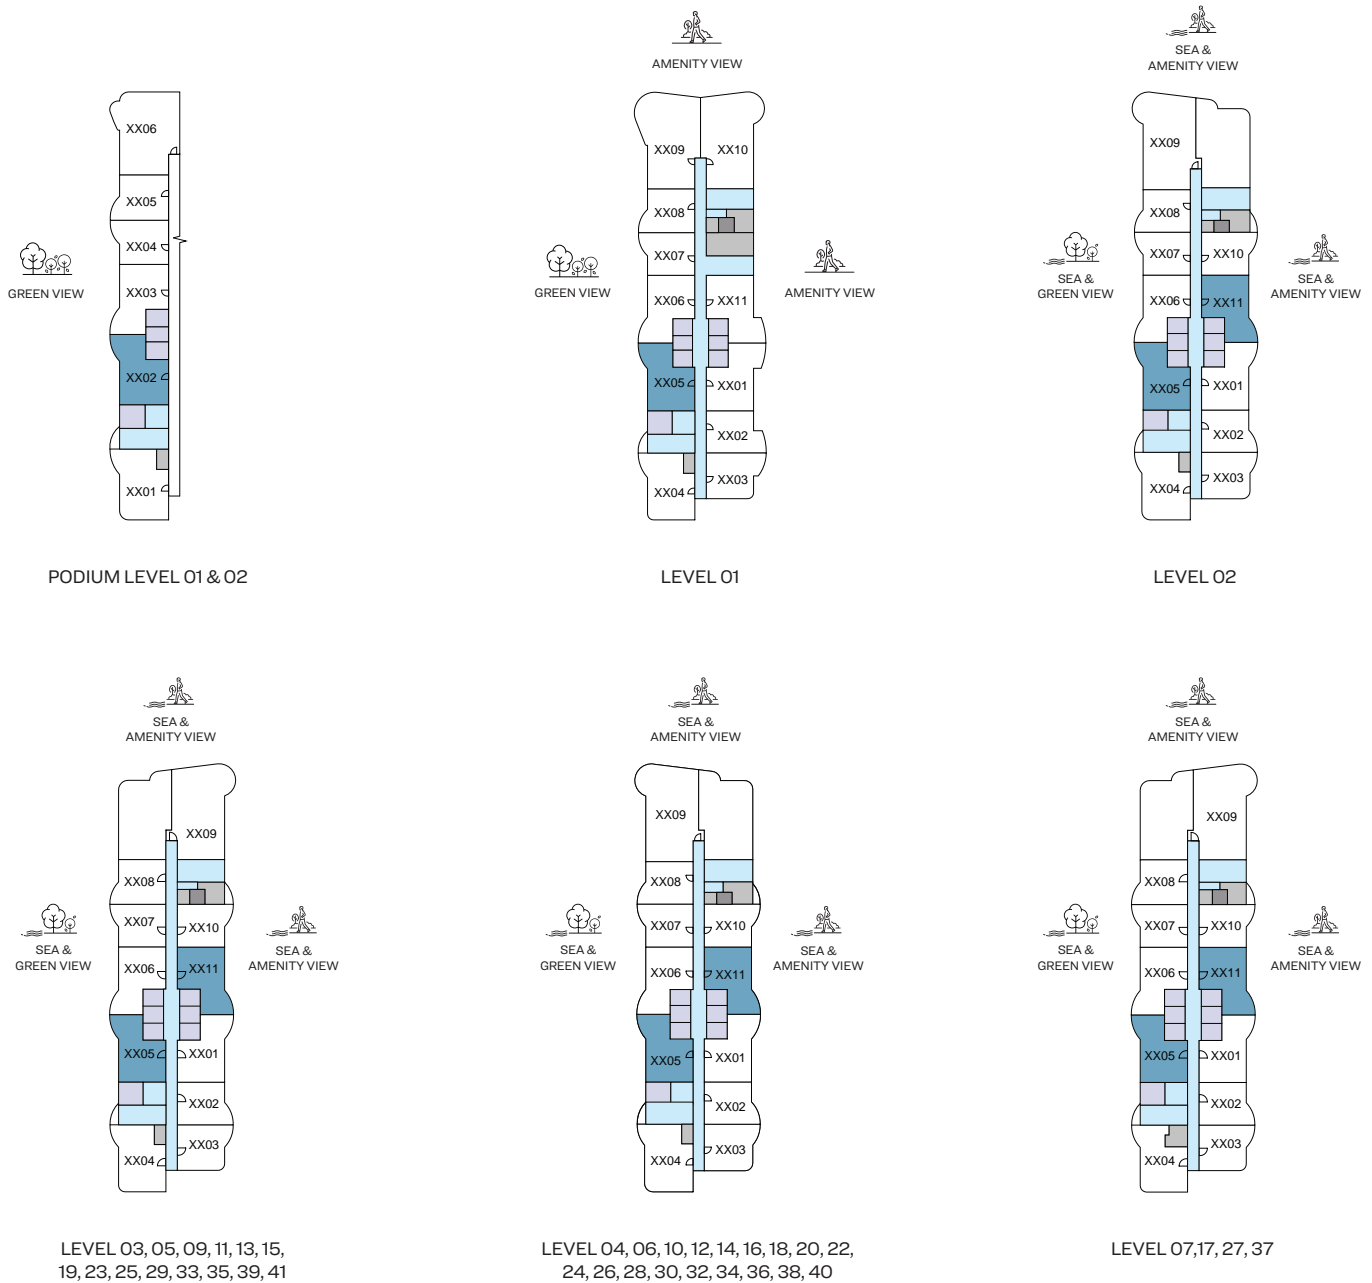 AMENITY VIEW
SEA &
AMENITY VIEW
XX06
XX05
XX04
XX03
XX02
XX01
GREEN VIEW
PODIUM LEVEL 01 & 02
XX09
XX10
XX08
XX07
XX06
XX11
XX05
XX01
XX02
XX03
XX04
GREEN VIEW
AMENITY VIEW
LEVEL 01
XX09
XX08
XX07
XX10
XX06
XX11
XX05
XX01
XX02
XX03
XX04
SEA &
GREEN VIEW
SEA &
AMENITY VIEW
LEVEL 02
SEA &
AMENITY VIEW
XX09
XX08
XX07
XX10
XX06
XX11
XX05
XX01
XX02
XX03
XX04
SEA &
GREEN VIEW
SEA &
AMENITY VIEW
LEVEL 03, 05, 09, 11, 13, 15,
19, 23, 25, 29, 33, 35, 39, 41
SEA &
AMENITY VIEW
XX09
XX08
XX07
XX10
XX06
XX11
XX05
XX01
XX02
XX03
XX04
SEA &
GREEN VIEW
SEA &
AMENITY VIEW
LEVEL 04, 06, 10, 12, 14, 16, 18, 20, 22,
24, 26, 28, 30, 32, 34, 36, 38, 40
SEA &
AMENITY VIEW
XX09
XX08
XX07
XX10
XX06
XX11
XX05
XX01
XX02
XX03
XX04
SEA &
GREEN VIEW
SEA &
AMENITY VIEW
LEVEL 07,17, 27, 37